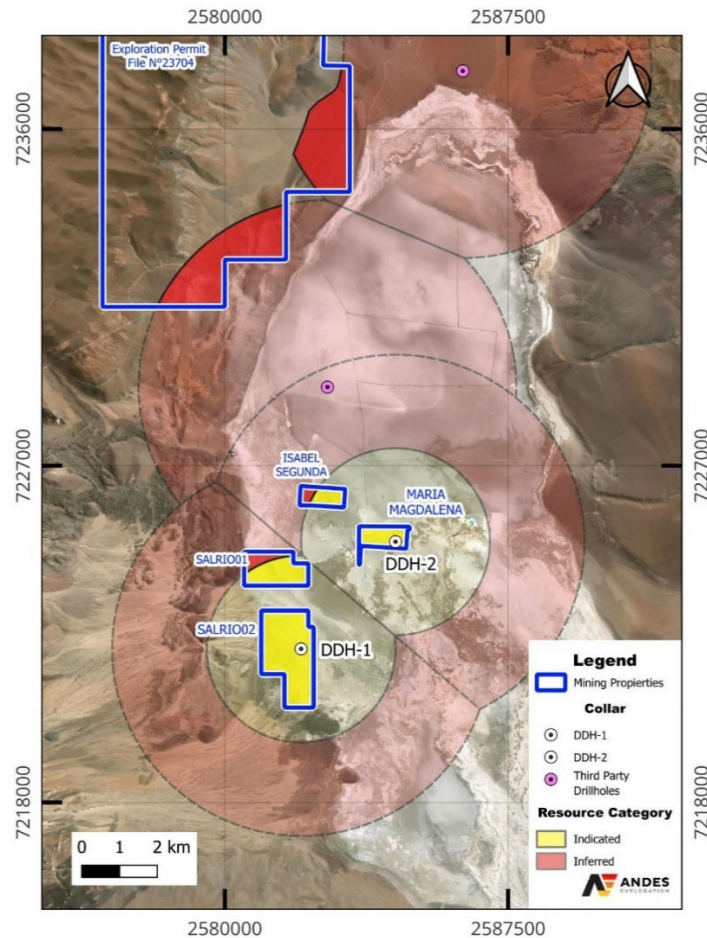 2580000
2587500
Exploration Permit
File N°23704
7236000
7236000
ISABEL
SEGUNDA
MARIA
MAGDALENA
7227000
7227000
DDH-2
SALRIO01
SALRIO02
DDH-1
7218000
7218000
0 1 2 km
Legend
Mining Propierties
Collar
DDH-1
DDH-2
Third Party
Drillholes
Resource Category
Indicated
Inferred
ANDES
EXPLORATION
2580000
2587500